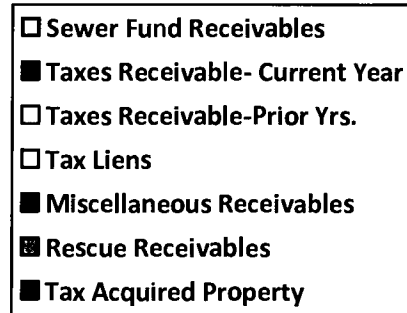 Sewer Fund Receivables
Taxes Receivable- Current Year
Taxes Receivable-Prior Yrs.
Tax Liens
Miscellaneous Receivables
Rescue Receivables
Tax Acquired Property